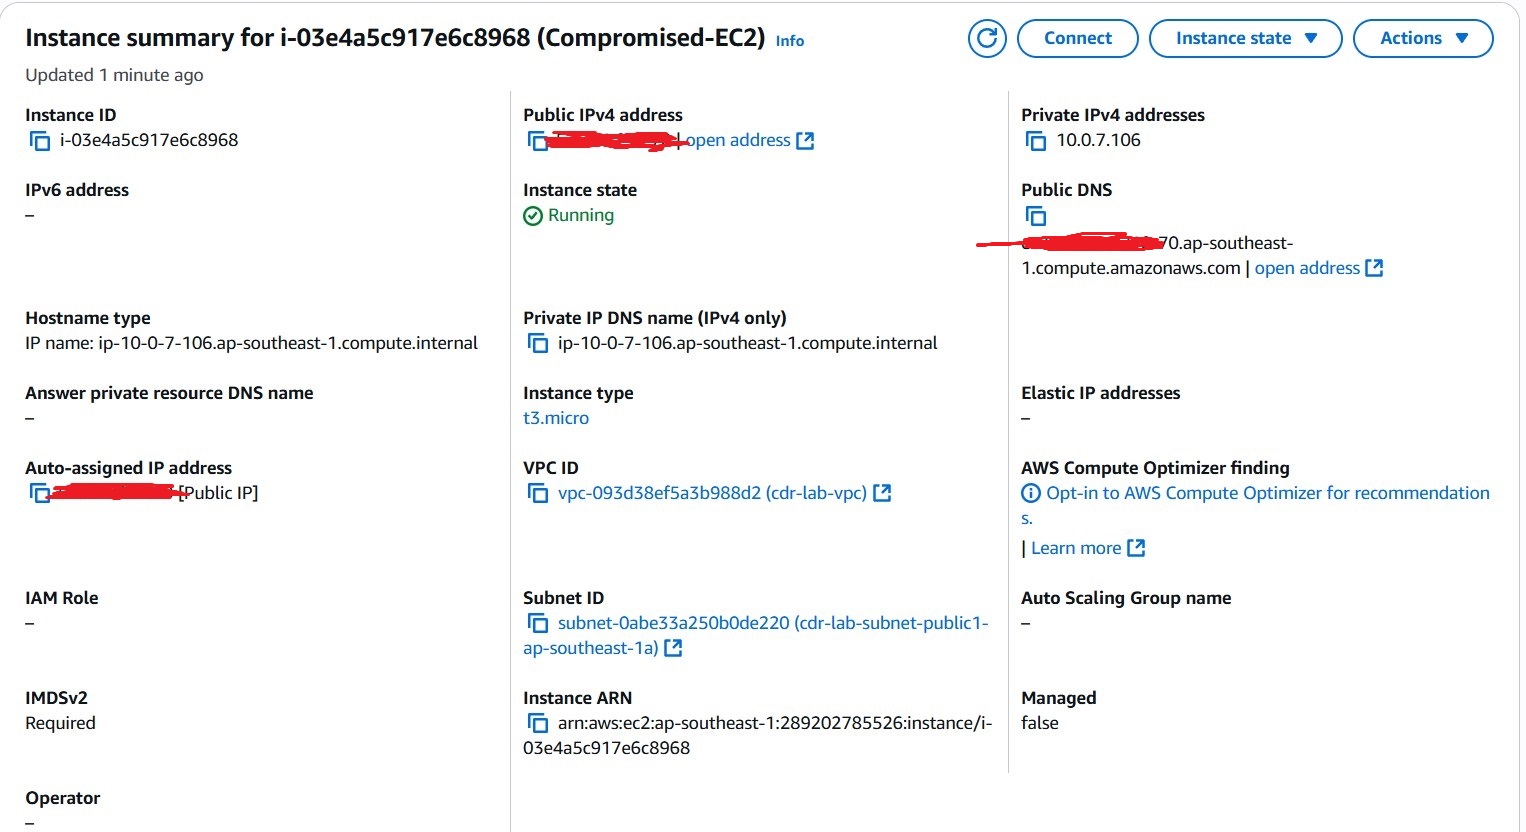 Instance summary for i-03e4a5c917e6c8968 (Compromised-EC2) Info
Connect
Instance state
Actions
Updated 1 minute ago
Instance ID
i-03e4a5c917e6c8968
Public IPv4 address
| open address
Private IPv4 addresses
10.0.7.106
IPv6 address
–
Instance state
Running
Public DNS
70.ap-southeast-
1.compute.amazonaws.com | open address
Hostname type
IP name: ip-10-0-7-106.ap-southeast-1.compute.internal
Private IP DNS name (IPv4 only)
ip-10-0-7-106.ap-southeast-1.compute.internal
Answer private resource DNS name
–
Instance type
t3.micro
Elastic IP addresses
–
Auto-assigned IP address
[Public IP]
VPC ID
vpc-093d38ef5a3b988d2 (cdr-lab-vpc)
AWS Compute Optimizer finding
Opt-in to AWS Compute Optimizer for recommendation
s.
| Learn more
IAM Role
–
Subnet ID
subnet-0abe33a250b0de220 (cdr-lab-subnet-public1-
ap-southeast-1a)
Auto Scaling Group name
–
IMDSv2
Required
Instance ARN
arn:aws:ec2:ap-southeast-1:289202785526:instance/i-
03e4a5c917e6c8968
Managed
false
Operator
–